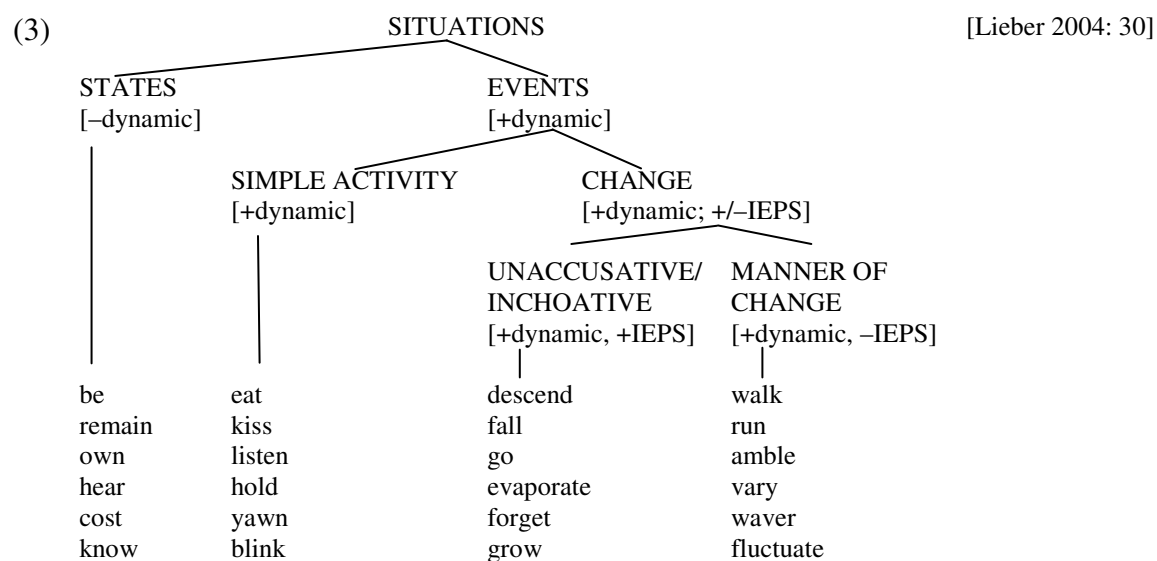 (3) SITUATIONS [Lieber 2004: 30]
STATES EVENTS
[–dynamic] [+dynamic]
SIMPLE ACTIVITY CHANGE
[+dynamic] [+dynamic; +/–IEPS]
UNACCUSATIVE/ MANNER OF
INCHOATIVE CHANGE
[+dynamic, +IEPS] [+dynamic, –IEPS]
be eat descend walk
remain kiss fall run
own listen go amble
hear hold evaporate vary
cost yawn forget waver
know blink grow fluctuate